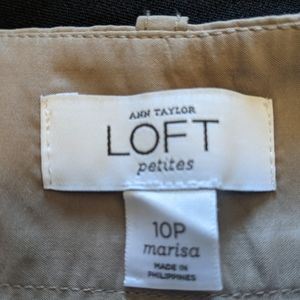 ANN TAYLOR
LOFT
petites
10P
marisa
MADE IN
PHILIPPINES